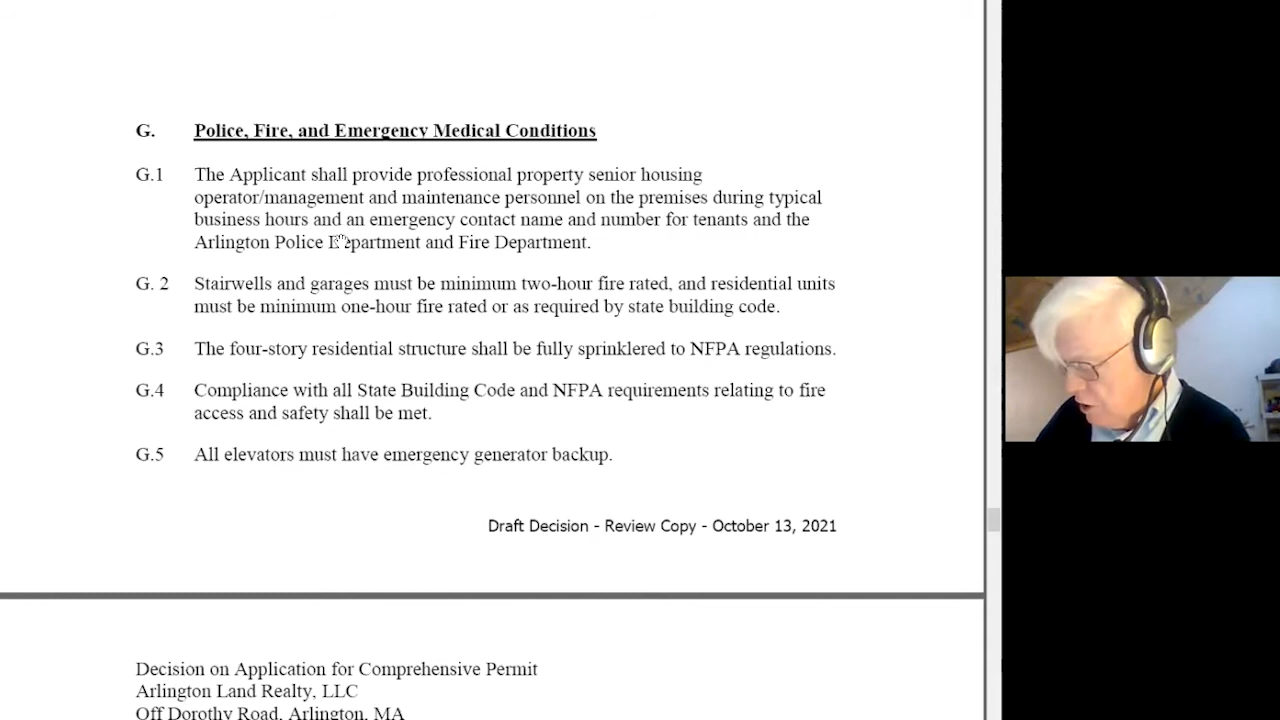 G. Police, Fire, and Emergency Medical Conditions
G.1 The Applicant shall provide professional property senior housing
operator/management and maintenance personnel on the premises during typical
business hours and an emergency contact name and number for tenants and the
Arlington Police Department and Fire Department.
G. 2 Stairwells and garages must be minimum two-hour fire rated, and residential units
must be minimum one-hour fire rated or as required by state building code.
G.3 The four-story residential structure shall be fully sprinklered to NFPA regulations.
G.4 Compliance with all State Building Code and NFPA requirements relating to fire
access and safety shall be met.
G.5 All elevators must have emergency generator backup.
Draft Decision - Review Copy - October 13, 2021
Decision on Application for Comprehensive Permit
Arlington Land Realty, LLC
Off Dorothy Road, Arlington, MA